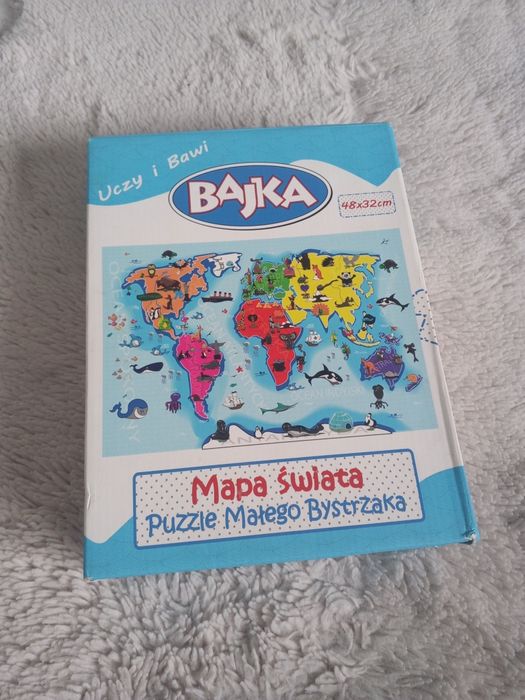 Uczy i Bawi
BAJKA
48x32cm
Mapa Świata
Puzzle Małego Bystrzaka